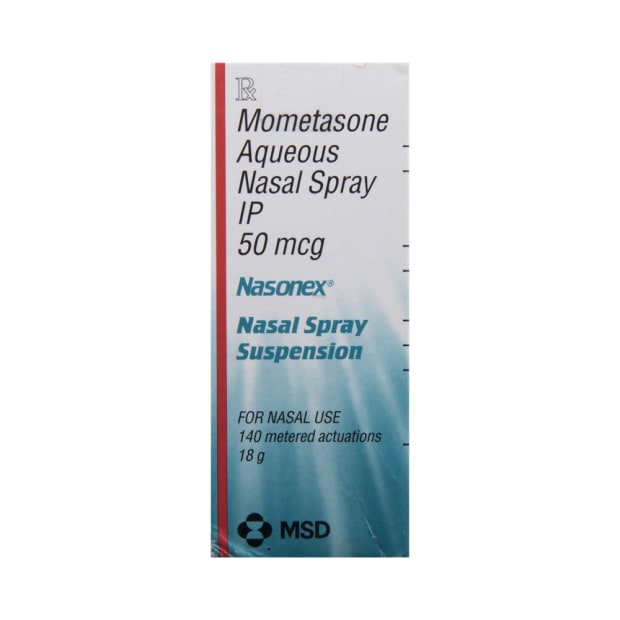 Rx
Mometasone
Aqueous
Nasal Spray
IP
50 mcg
Nasonex®
Nasal Spray
Suspension
FOR NASAL USE
140 metered actuations
18 g
MSD